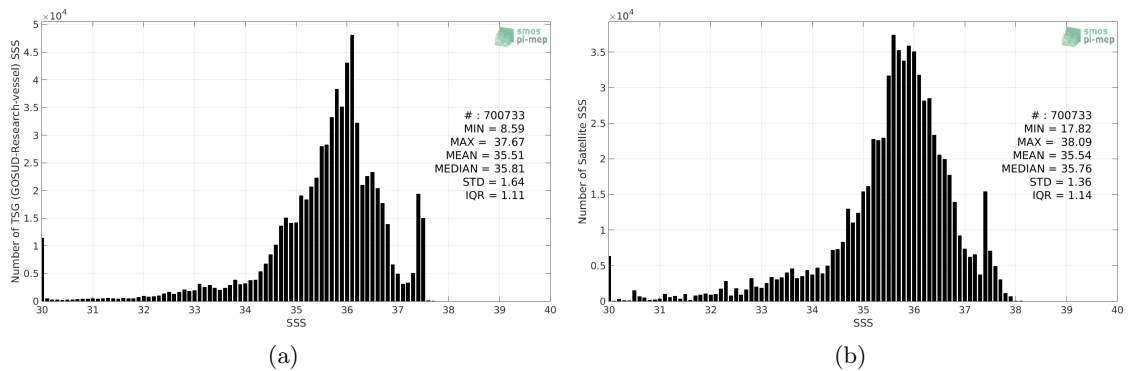 ×10⁴
5
4.5
4
3.5
3
2.5
2
1.5
1
0.5
0
Number of TSG (GOSUD-Research-vessel) SSS
smos
pi-mep
# : 700733
MIN = 8.59
MAX = 37.67
MEAN = 35.51
MEDIAN = 35.81
STD = 1.64
IQR = 1.11
30 31 32 33 34 35 36 37 38 39 40
SSS
(a)
×10⁴
3.5
3
2.5
2
1.5
1
0.5
0
Number of Satellite SSS
smos
pi-mep
# : 700733
MIN = 17.82
MAX = 38.09
MEAN = 35.54
MEDIAN = 35.76
STD = 1.36
IQR = 1.14
30 31 32 33 34 35 36 37 38 39 40
SSS
(b)